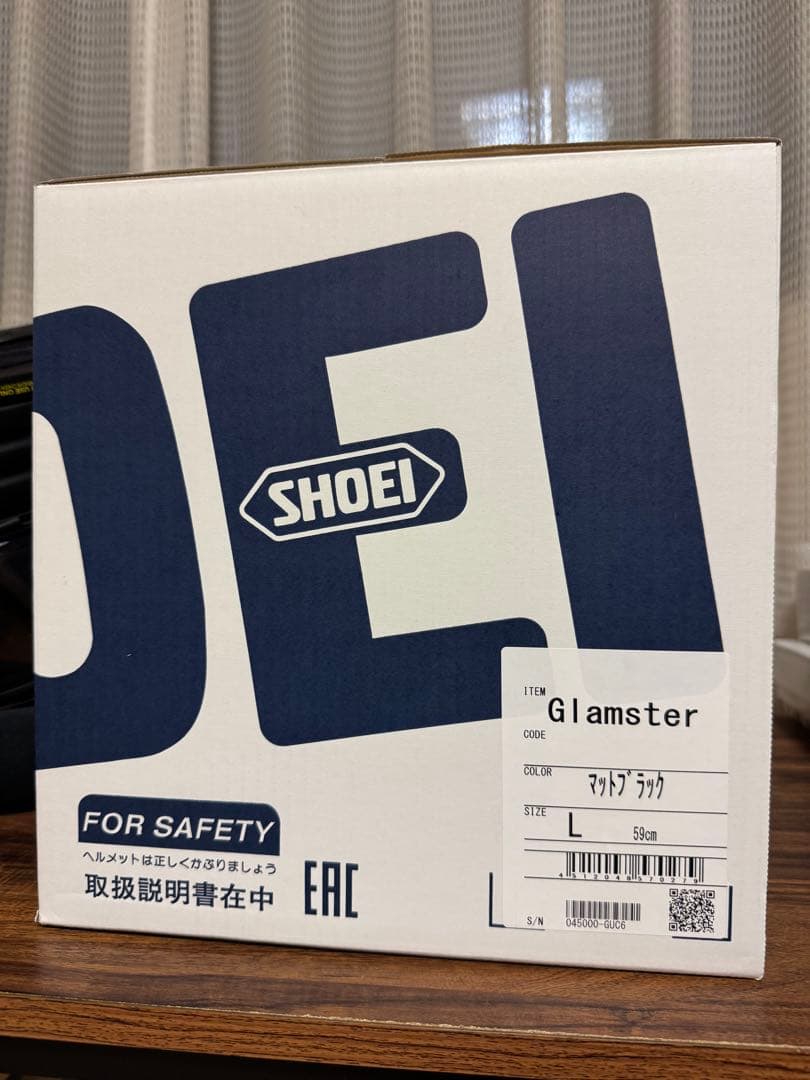 OEI
SHOEI
ITEM
Glamster
CODE
COLOR
マットブラック
SIZE
L 59cm
4512048570279
S/N
045000-GUC6
FOR SAFETY
ヘルメットは正しくかぶりましょう
取扱説明書在中
EAC